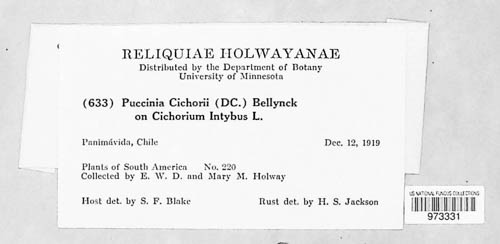 RELIQUIAE HOLWAYANAE
Distributed by the Department of Botany
University of Minnesota
(633) Puccinia Cichorii (DC.) Bellynck
on Cichorium Intybus L.
Panimávida, Chile Dec. 12, 1919
Plants of South America No. 220
Collected by E. W. D. and Mary M. Holway
Host det. by S. F. Blake Rust det. by H. S. Jackson
US NATIONAL FUNGUS COLLECTIONS
973331